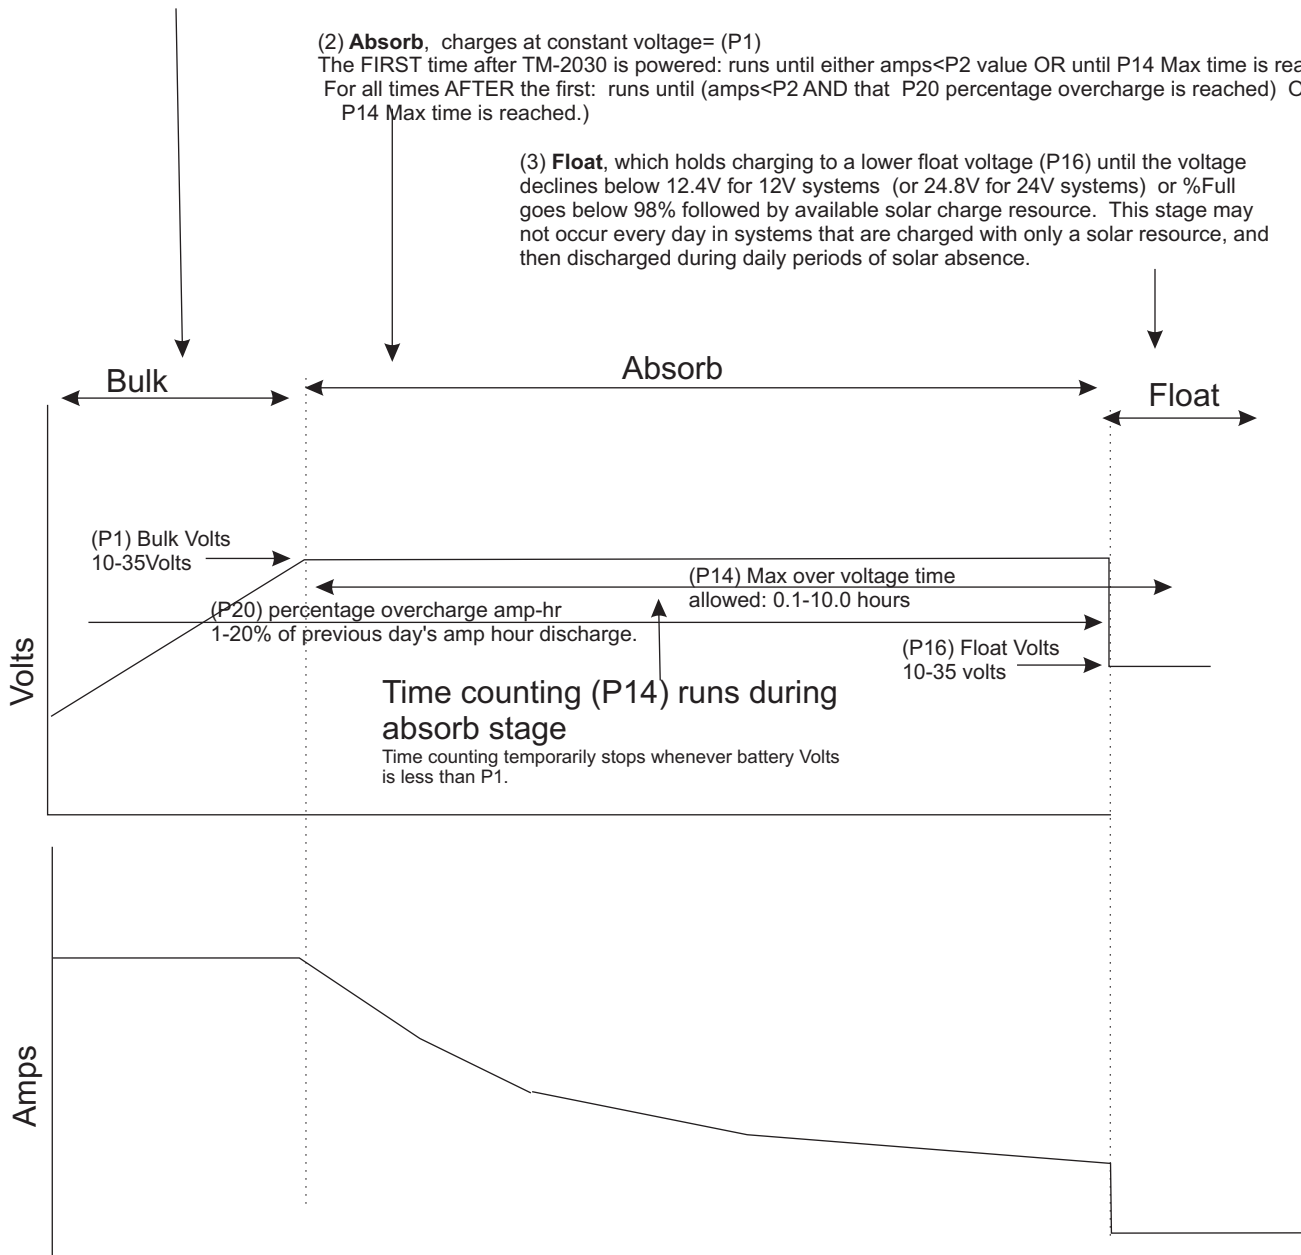 (2) Absorb, charges at constant voltage= (P1)
The FIRST time after TM-2030 is powered: runs until either amps<P2 value OR until P14 Max time is
For all times AFTER the first: runs until (amps<P2 AND that P20 percentage overcharge is reached)
P14 Max time is reached.)
(3) Float, which holds charging to a lower float voltage (P16) until the voltage
declines below 12.4V for 12V systems (or 24.8V for 24V systems) or %Full
goes below 98% followed by available solar charge resource. This stage may
not occur every day in systems that are charged with only a solar resource, and
then discharged during daily periods of solar absence.
Bulk
Absorb
Float
(P1) Bulk Volts
10-35Volts
(P14) Max over voltage time
allowed: 0.1-10.0 hours
(P20) percentage overcharge amp-hr
1-20% of previous day's amp hour discharge.
(P16) Float Volts
10-35 volts
Volts
Time counting (P14) runs during
absorb stage
Time counting temporarily stops whenever battery Volts
is less than P1.
Amps